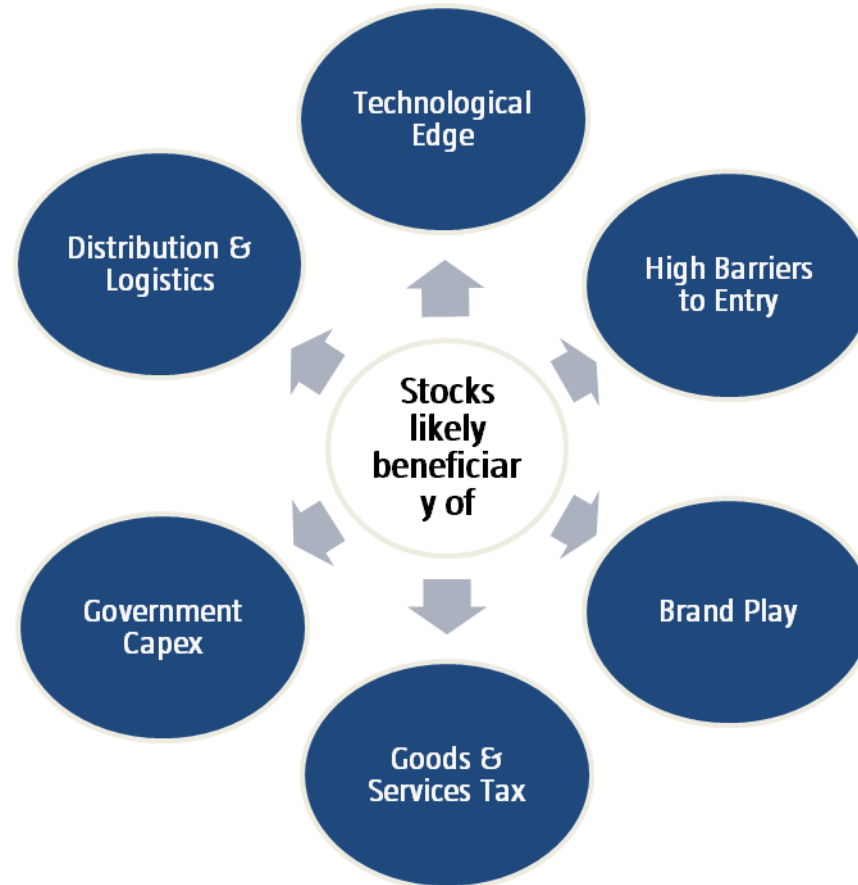 Technological
Edge
Distribution &
Logistics
High Barriers
to Entry
Stocks
likely
beneficiar
y of
Government
Capex
Brand Play
Goods &
Services Tax